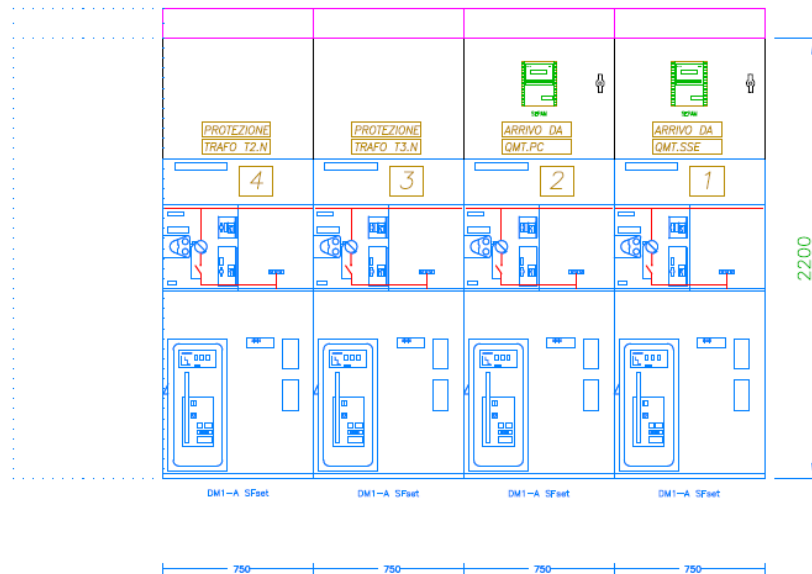 PROTEZIONE
TRAFO T2.N
PROTEZIONE
TRAFO T3.N
ARRIVO DA
QMT.PC
ARRIVO DA
QMT.SSE
4
3
2
1
2200
DM1-A SFset
DM1-A SFset
DM1-A SFset
DM1-A SFset
750
750
750
750